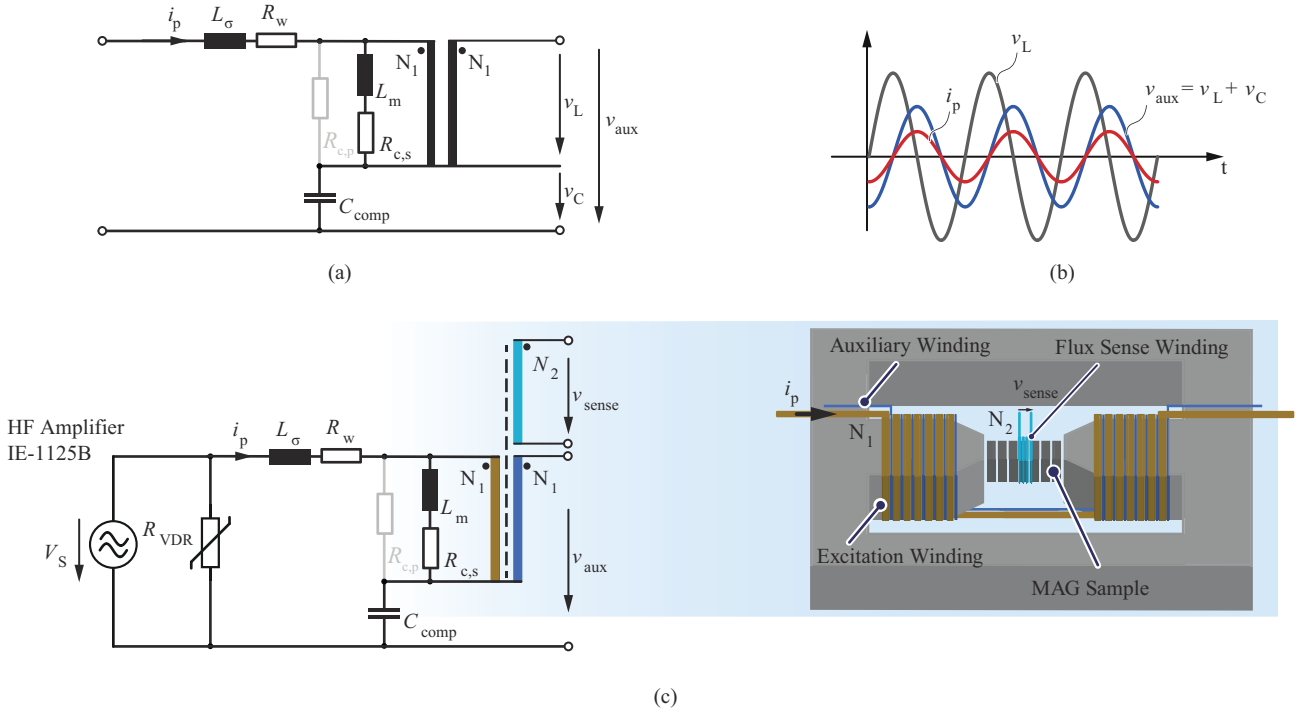 i_p
L_σ
R_w
N_1
N_1
L_m
R_c,p
R_c,s
C_comp
v_L
v_C
v_aux
(a)
v_L
i_p
v_aux = v_L + v_C
t
(b)
HF Amplifier
IE-1125B
V_S
R_VDR
i_p
L_σ
R_w
R_c,p
L_m
R_c,s
C_comp
N_1
N_1
N_2
v_sense
v_aux
Auxiliary Winding
Flux Sense Winding
v_sense
i_p
N_1
N_2
Excitation Winding
MAG Sample
(c)